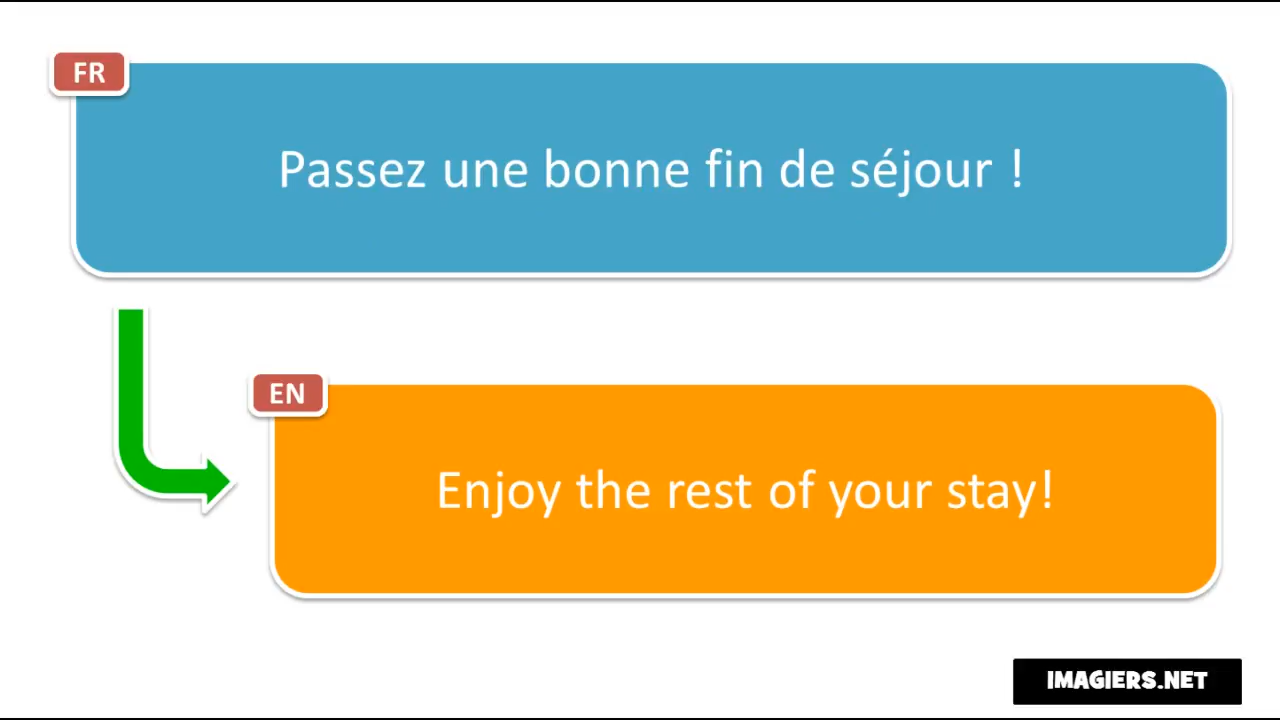 FR
Passez une bonne fin de séjour !
EN
Enjoy the rest of your stay!
IMAGIERS.NET